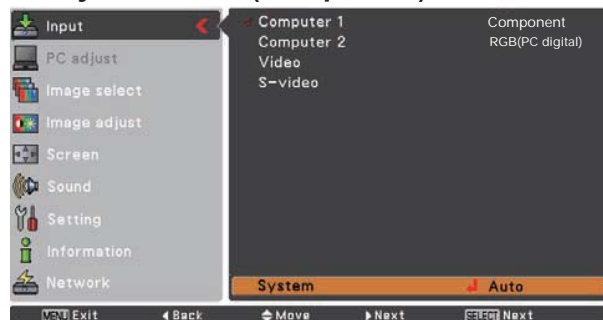 Input
PC adjust
Image select
Image adjust
Screen
Sound
Setting
Information
Network
Computer 1 Component
Computer 2 RGB(PC digital)
Video
S-video
System Auto
MENU Exit Back Move Next SELECT Next